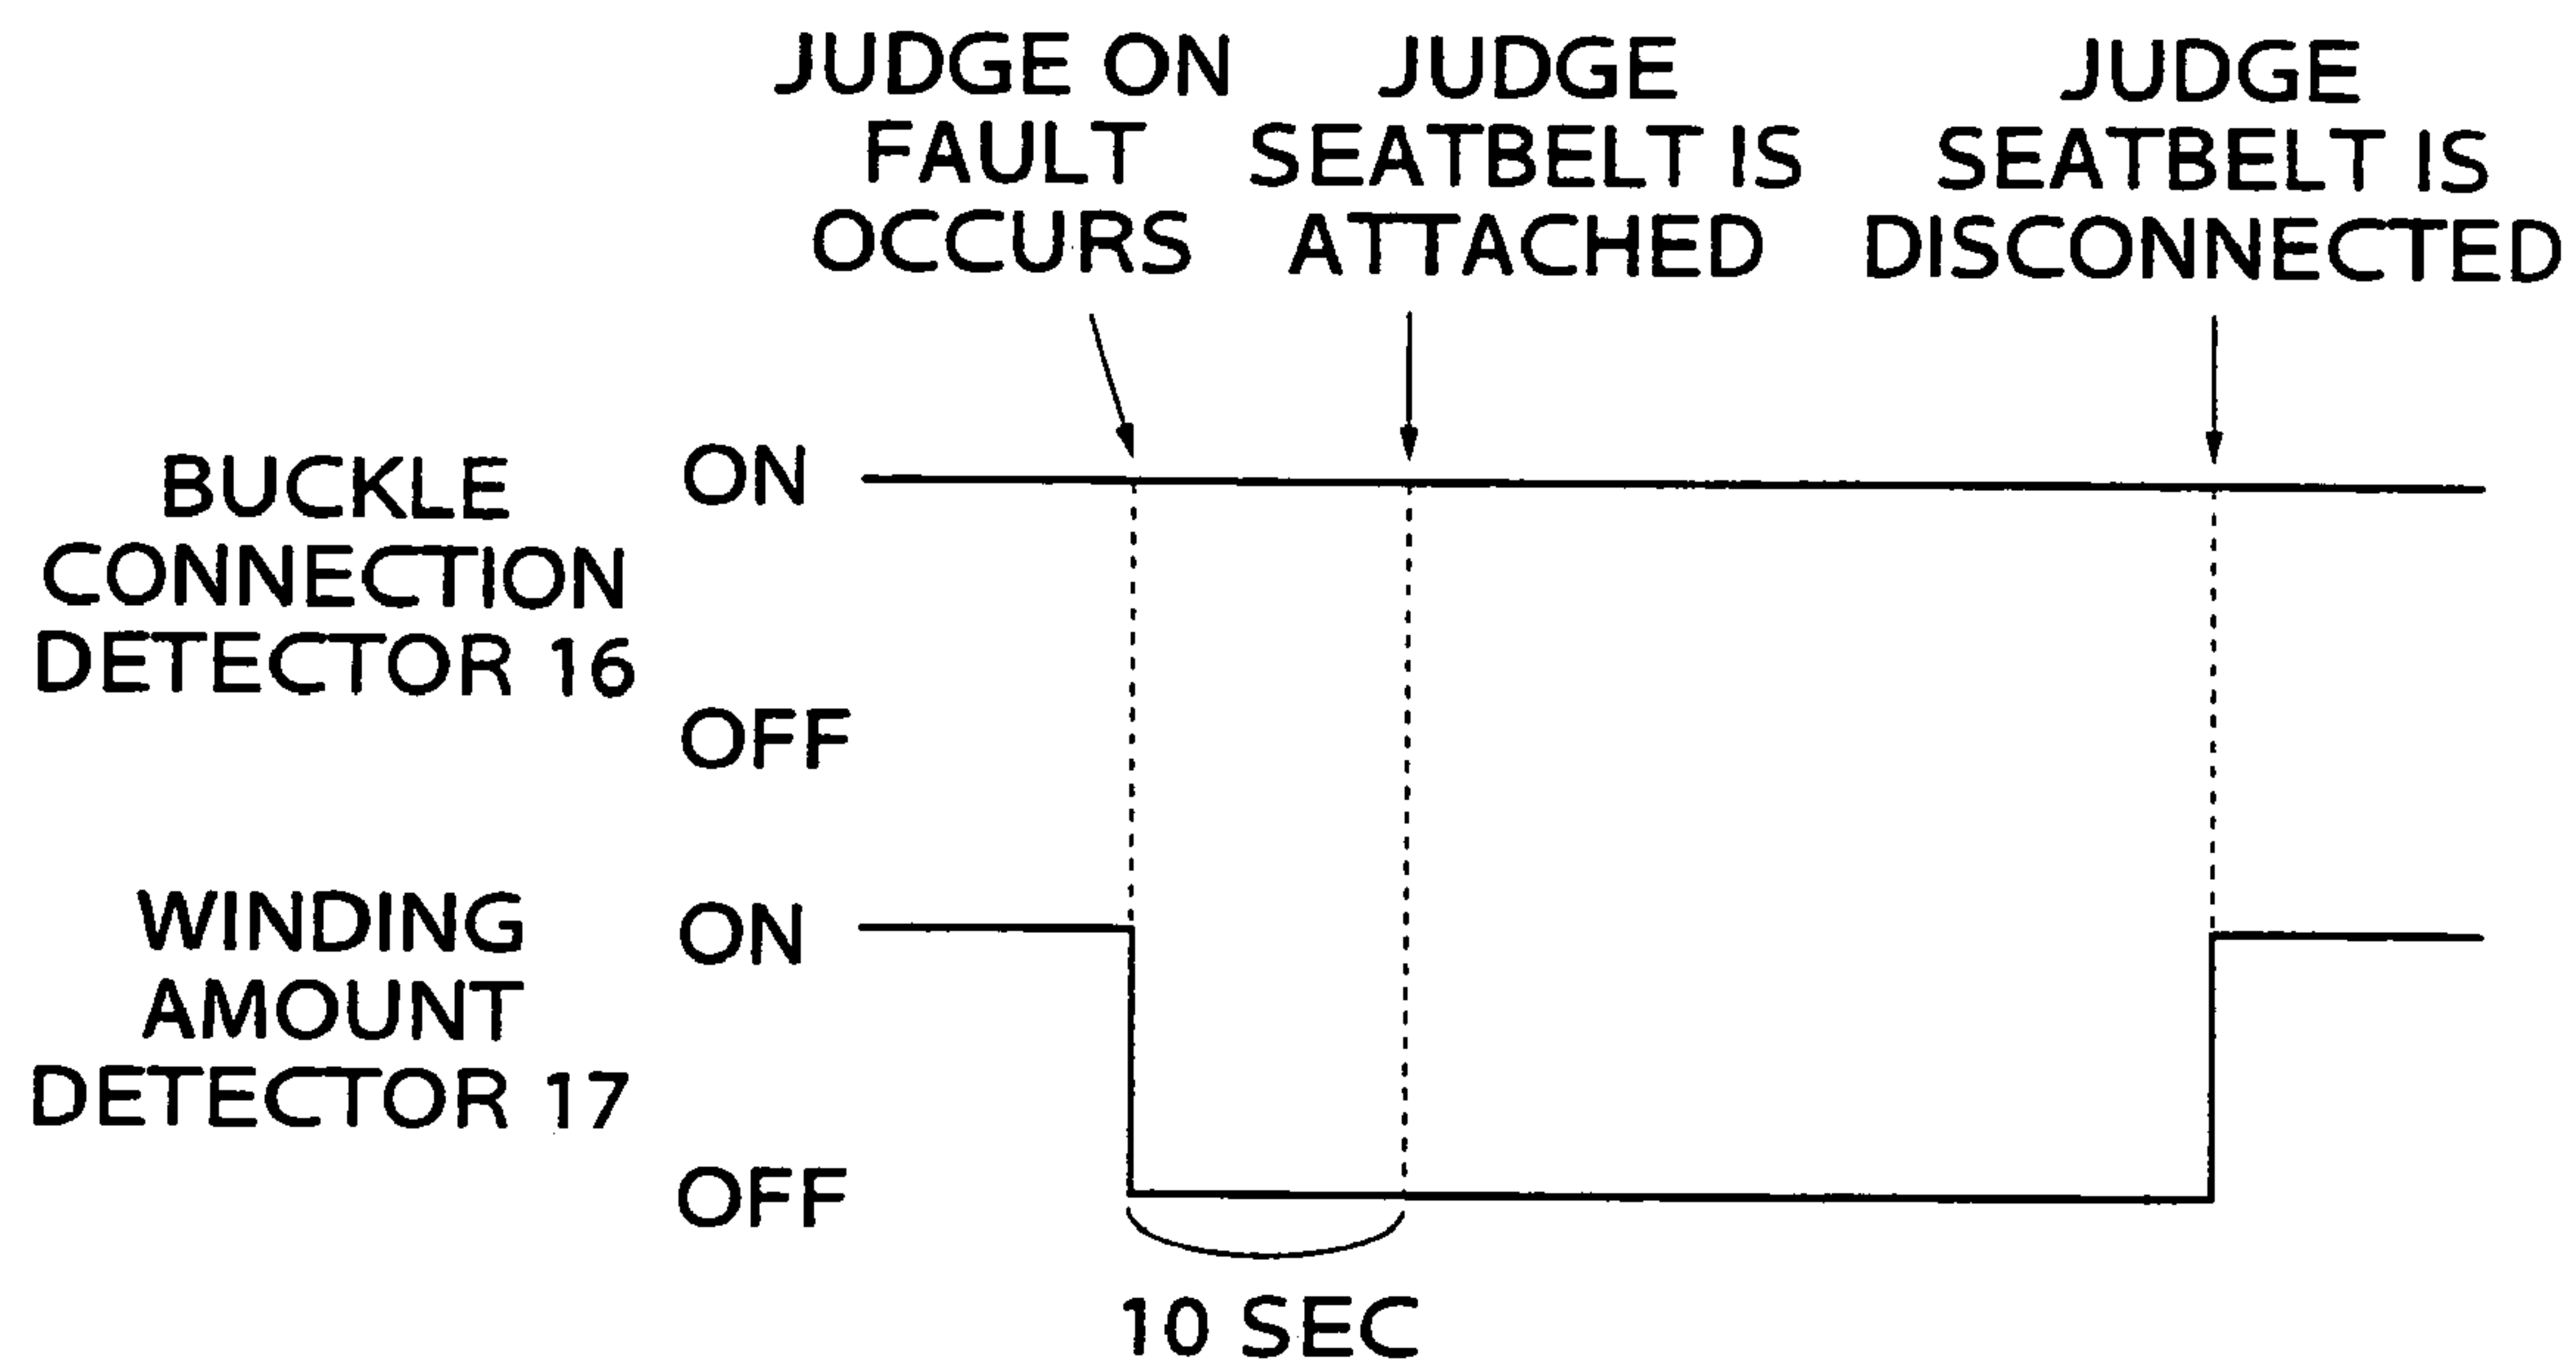 JUDGE ON
FAULT
OCCURS
JUDGE
SEATBELT IS
ATTACHED
JUDGE
SEATBELT IS
DISCONNECTED
BUCKLE
CONNECTION
DETECTOR 16
ON
OFF
WINDING
AMOUNT
DETECTOR 17
ON
OFF
10 SEC